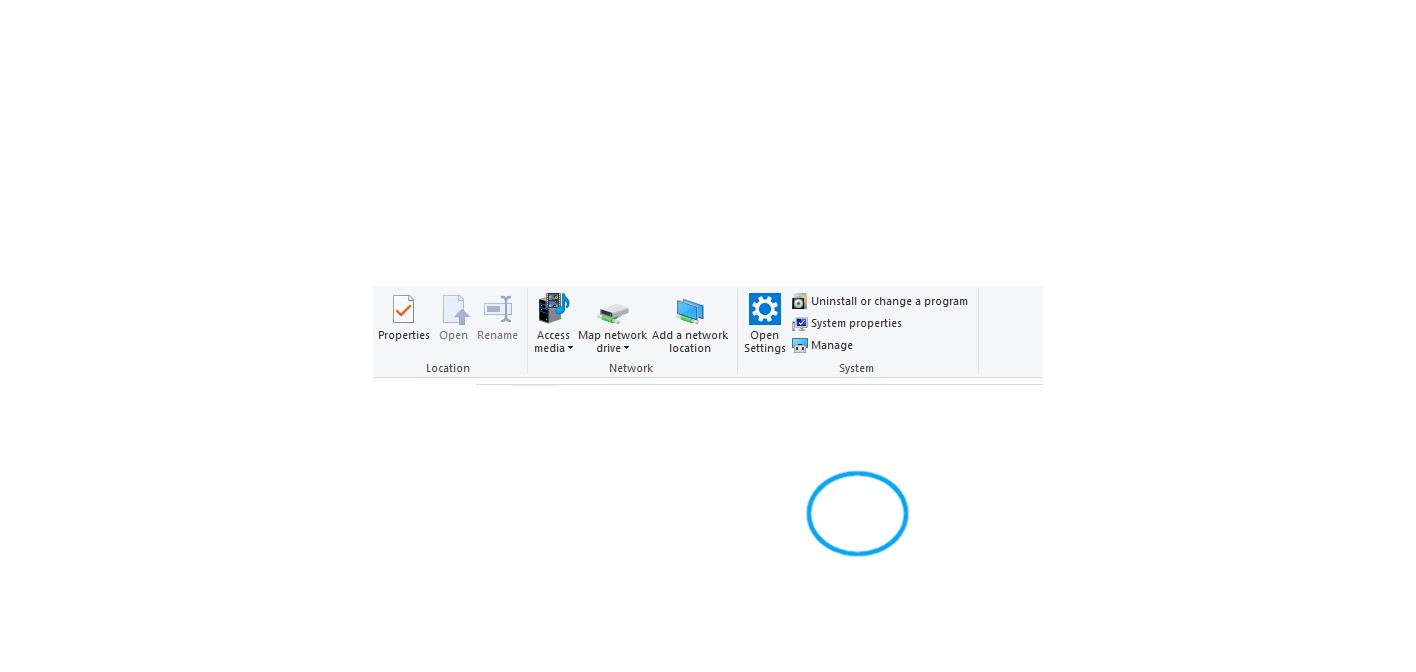 Properties
Open
Rename
Location
Access
media
Map network
drive
Add a network
location
Network
Open
Settings
Uninstall or change a program
System properties
Manage
System